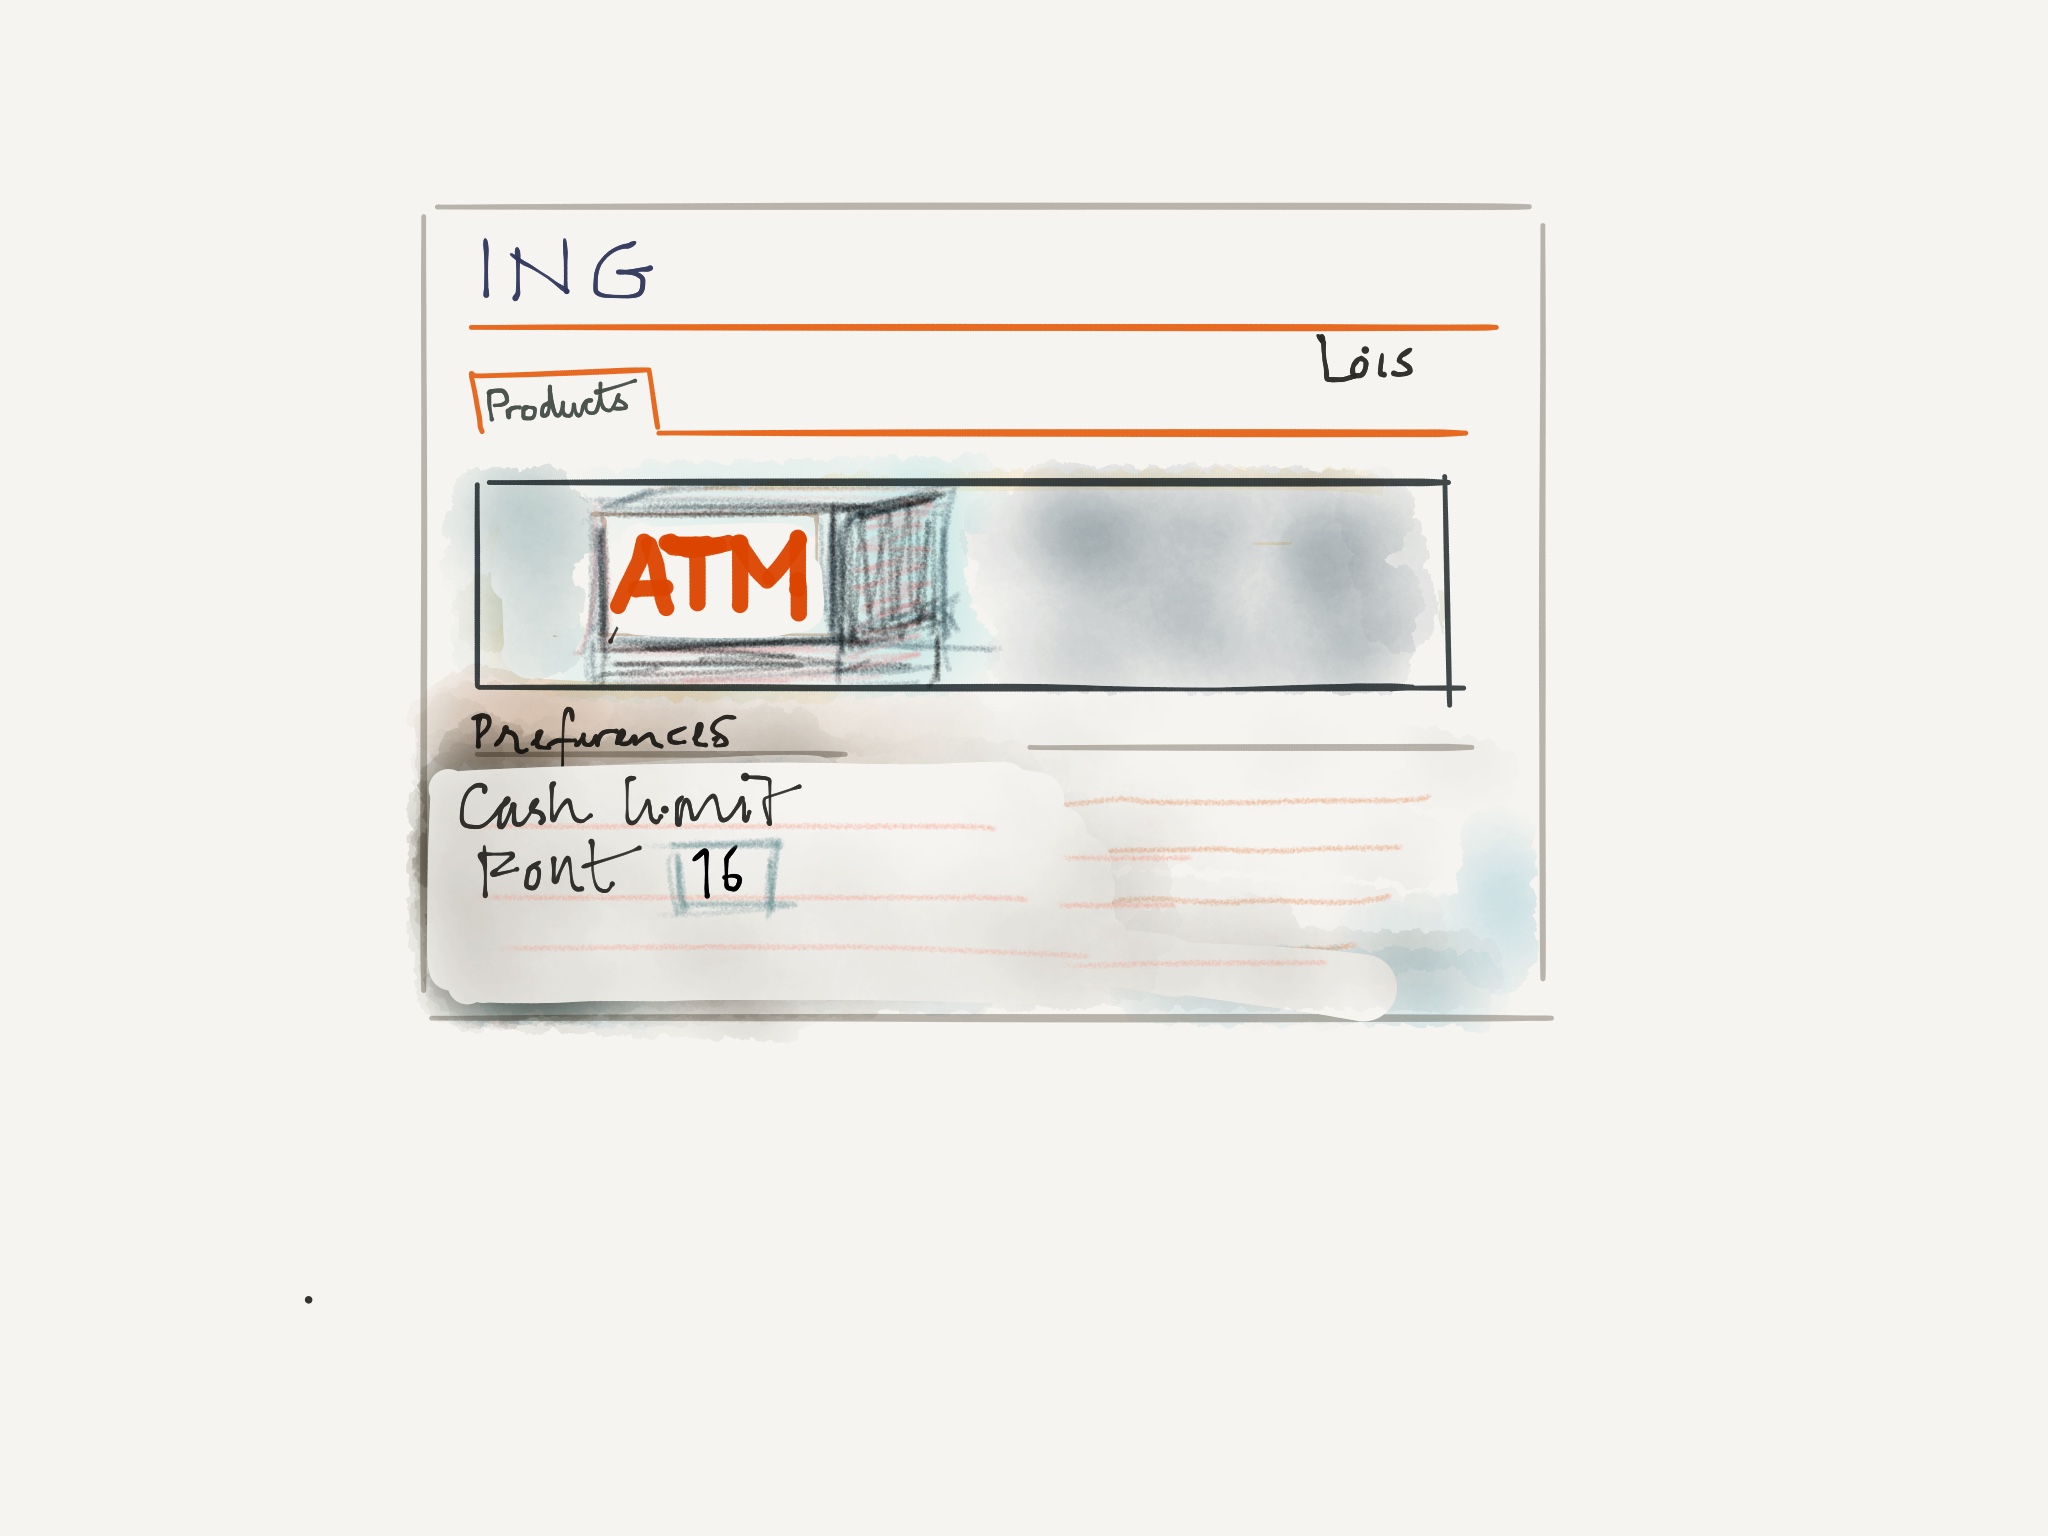 ING
Lois
Products
ATM
Preferences
Cash limit
Font 16